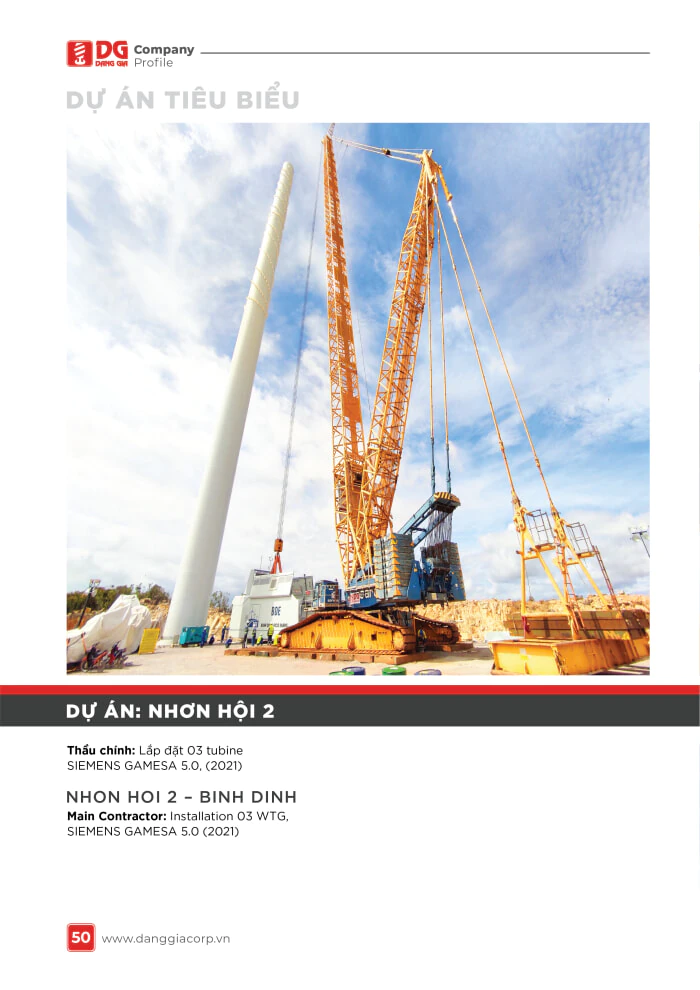 DG
DANG GIA
Company
Profile
DỰ ÁN TIÊU BIỂU
BDE
DỰ ÁN: NHƠN HỘI 2
Thầu chính: Lắp đặt 03 tubine
SIEMENS GAMESA 5.0, (2021)
NHON HOI 2 – BINH DINH
Main Contractor: Installation 03 WTG,
SIEMENS GAMESA 5.0 (2021)
50
www.danggiacorp.vn